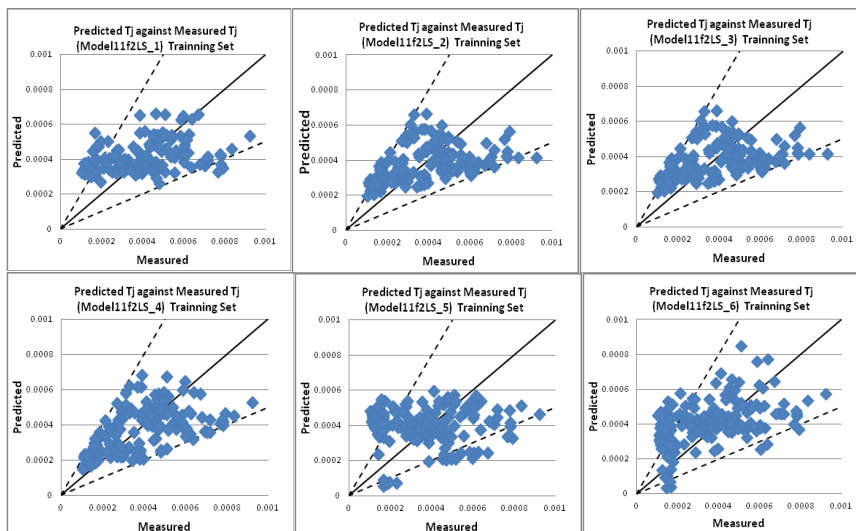 Predicted Tj against Measured Tj
(Model11f2LS_1) Trainning Set
0.001
0.0008
0.0006
0.0004
0.0002
0
Predicted
0 0.0002 0.0004 0.0006 0.0008 0.001
Measured
Predicted Tj against Measured Tj
(Model11f2LS_2) Trainning Set
0.001
0.0008
0.0006
0.0004
0.0002
0
Predicted
0 0.0002 0.0004 0.0006 0.0008 0.001
Measured
Predicted Tj against Measured Tj
(Model11f2LS_3) Trainning Set
0.001
0.0008
0.0006
0.0004
0.0002
0
Predicted
0 0.0002 0.0004 0.0006 0.0008 0.001
Measured
Predicted Tj against Measured Tj
(Model11f2LS_4) Trainning Set
0.001
0.0008
0.0006
0.0004
0.0002
0
Predicted
0 0.0002 0.0004 0.0006 0.0008 0.001
Measured
Predicted Tj against Measured Tj
(Model11f2LS_5) Trainning Set
0.001
0.0008
0.0006
0.0004
0.0002
0
Predicted
0 0.0002 0.0004 0.0006 0.0008 0.001
Measured
Predicted Tj against Measured Tj
(Model11f2LS_6) Trainning Set
0.001
0.0008
0.0006
0.0004
0.0002
0
Predicted
0 0.0002 0.0004 0.0006 0.0008 0.001
Measured